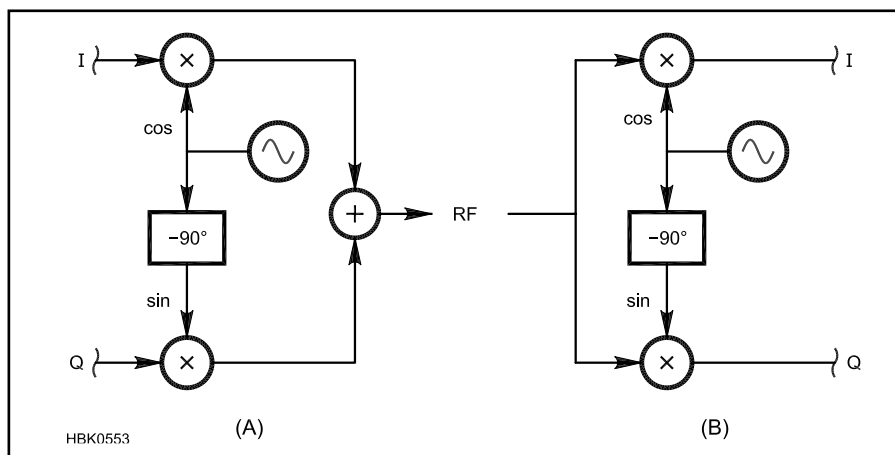 I
×
cos
−90°
sin
Q
×
+
RF
(A)
×
I
cos
−90°
sin
×
Q
(B)
HBK0553